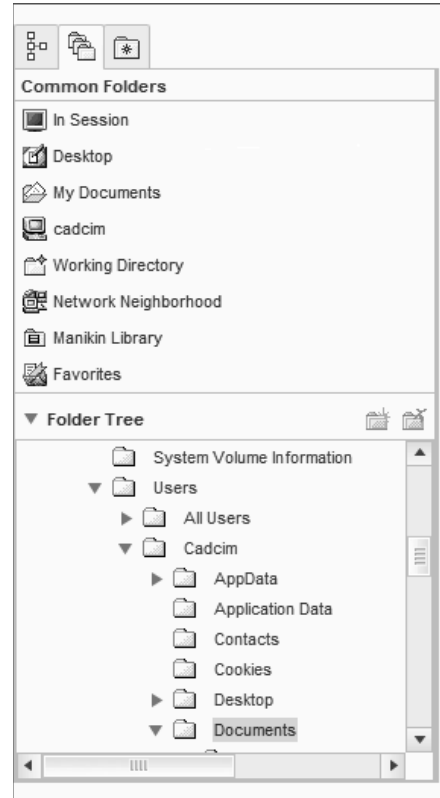 Common Folders
In Session
Desktop
My Documents
cadcim
Working Directory
Network Neighborhood
Manikin Library
Favorites
Folder Tree
System Volume Information
Users
All Users
Cadcim
AppData
Application Data
Contacts
Cookies
Desktop
Documents